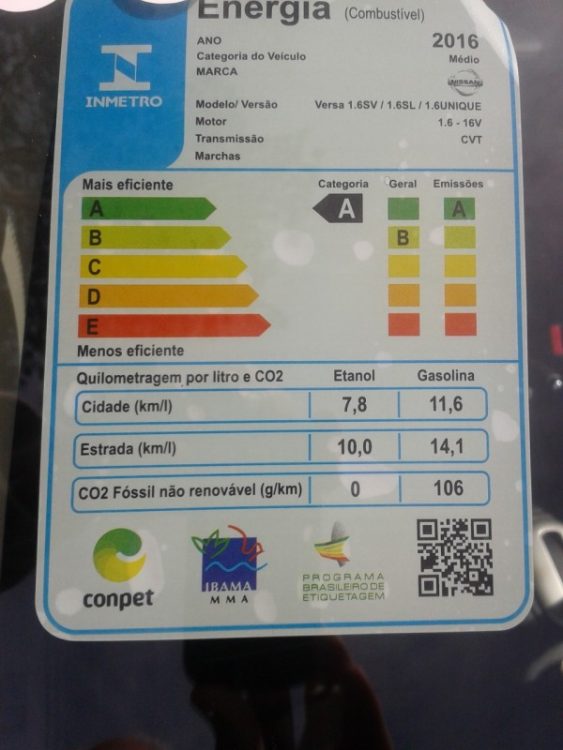 Energia (Combustível)
ANO 2016
Categoria do Veículo Médio
MARCA NISSAN
INMETRO
Modelo/ Versão Versa 1.6SV / 1.6SL / 1.6UNIQUE
Motor 1.6 - 16V
Transmissão CVT
Marchas
Mais eficiente Categoria Geral Emissões
A A A
B B
C
D
E
Menos eficiente
Quilometragem por litro e CO2 Etanol Gasolina
Cidade (km/l) 7,8 11,6
Estrada (km/l) 10,0 14,1
CO2 Fóssil não renovável (g/km) 0 106
conpet
IBAMA
MMA
PROGRAMA
BRASILEIRO DE
ETIQUETAGEM